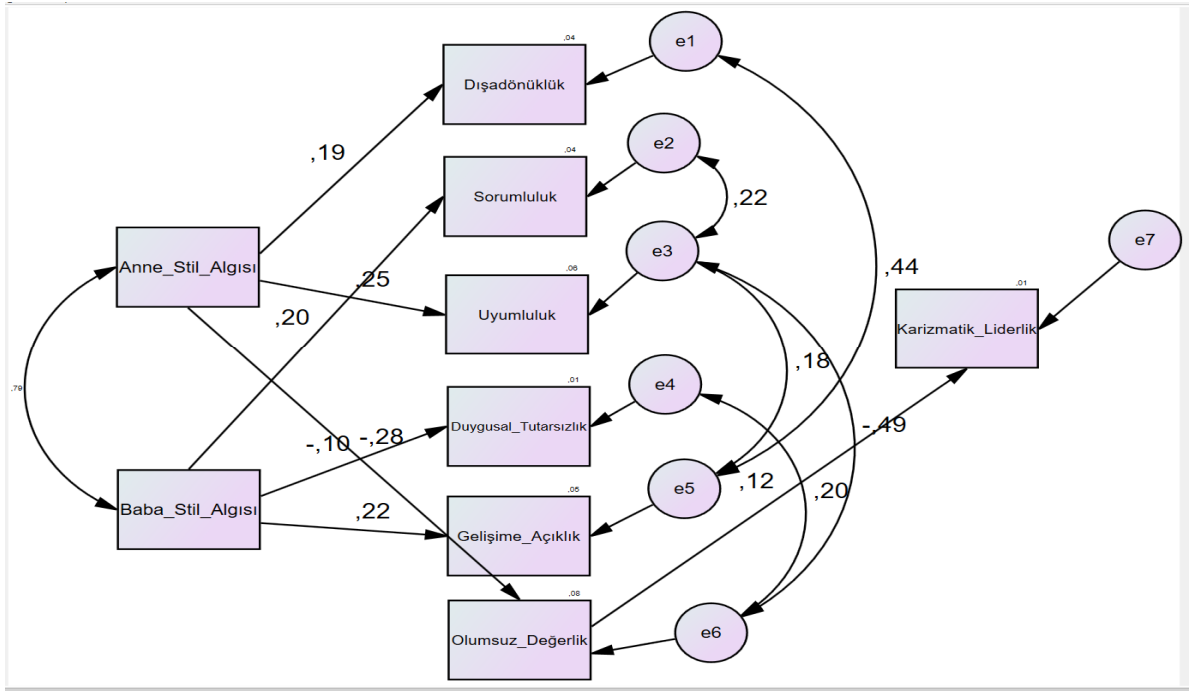 ,04
e1
Dışadönüklük
,04
e2
,19
Sorumluluk
,22
e3
e7
Anne_Stil_Algısı
,25
,06
,44
,01
,20
Uyumluluk
Karizmatik_Liderlik
,18
,01
e4
,79
Duygusal_Tutarsızlık
-,49
-,10
-,28
,12
,20
e5
,06
Baba_Stil_Algısı
,22
Gelişime_Açıklık
,08
Olumsuz_Değerlik
e6